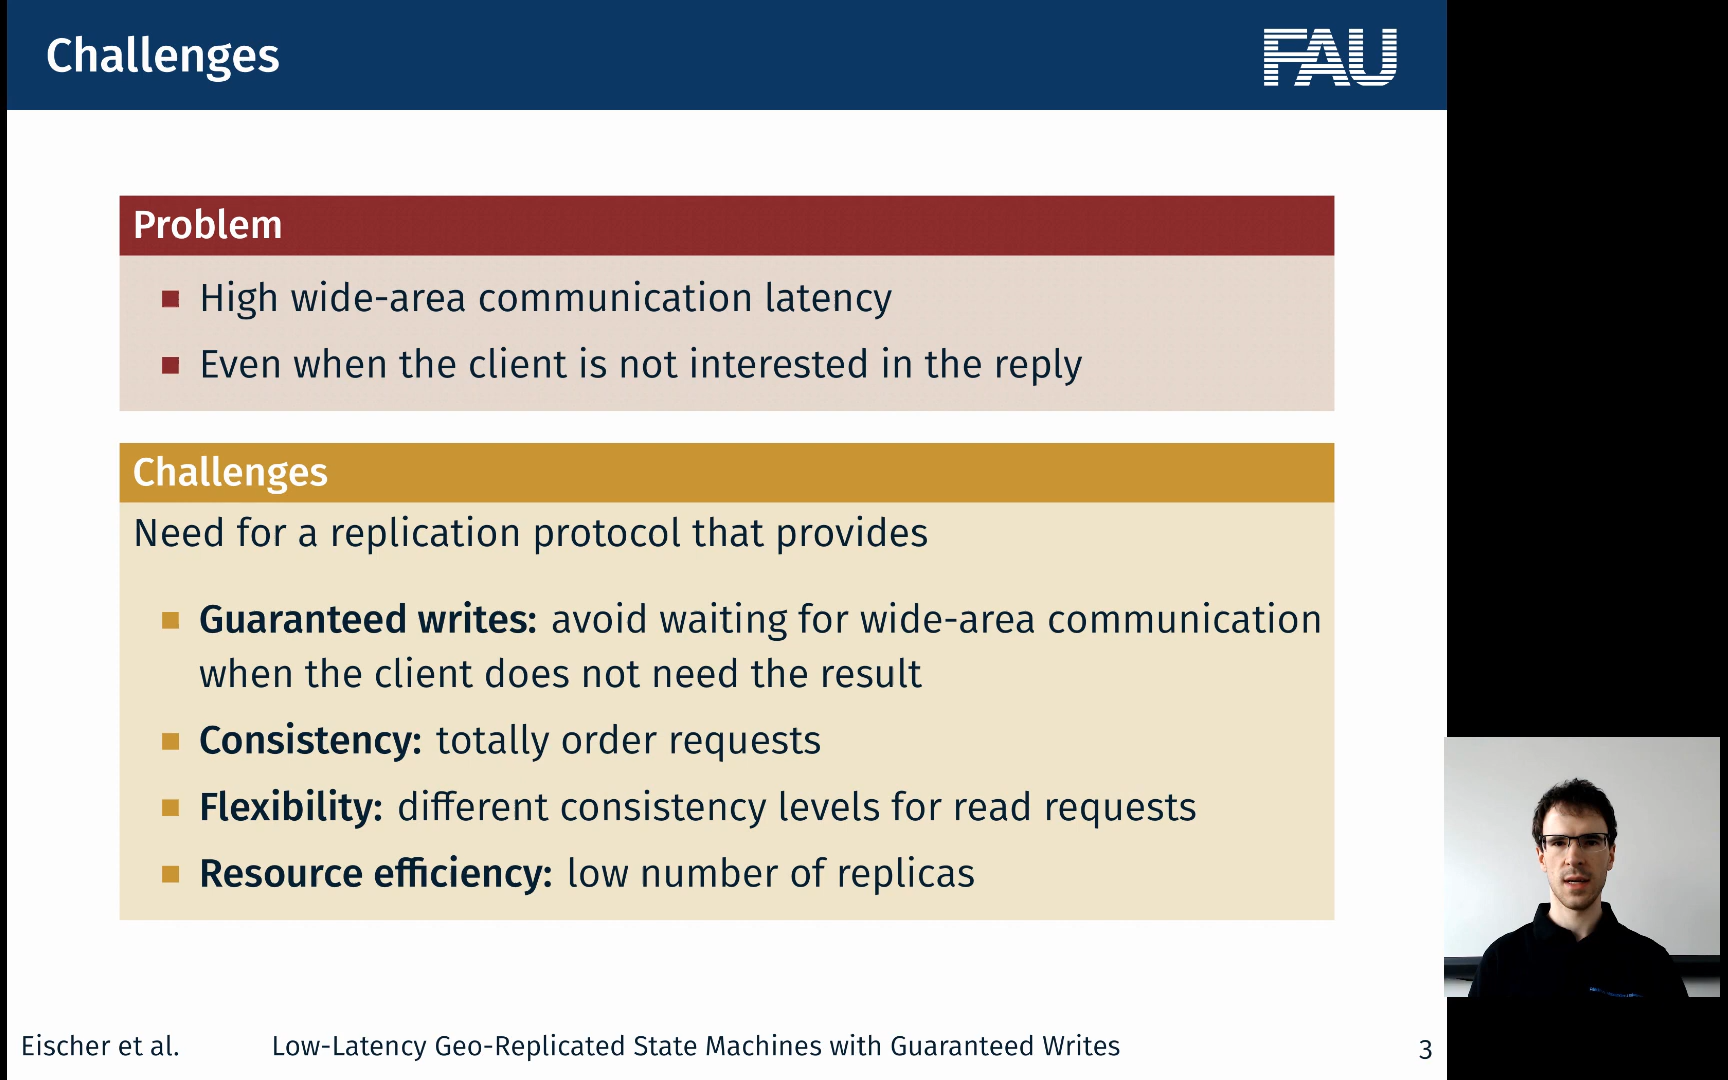 Challenges
FAU
Problem
High wide-area communication latency
Even when the client is not interested in the reply
Challenges
Need for a replication protocol that provides
Guaranteed writes: avoid waiting for wide-area communication
when the client does not need the result
Consistency: totally order requests
Flexibility: different consistency levels for read requests
Resource efficiency: low number of replicas
Eischer et al.
Low-Latency Geo-Replicated State Machines with Guaranteed Writes
3